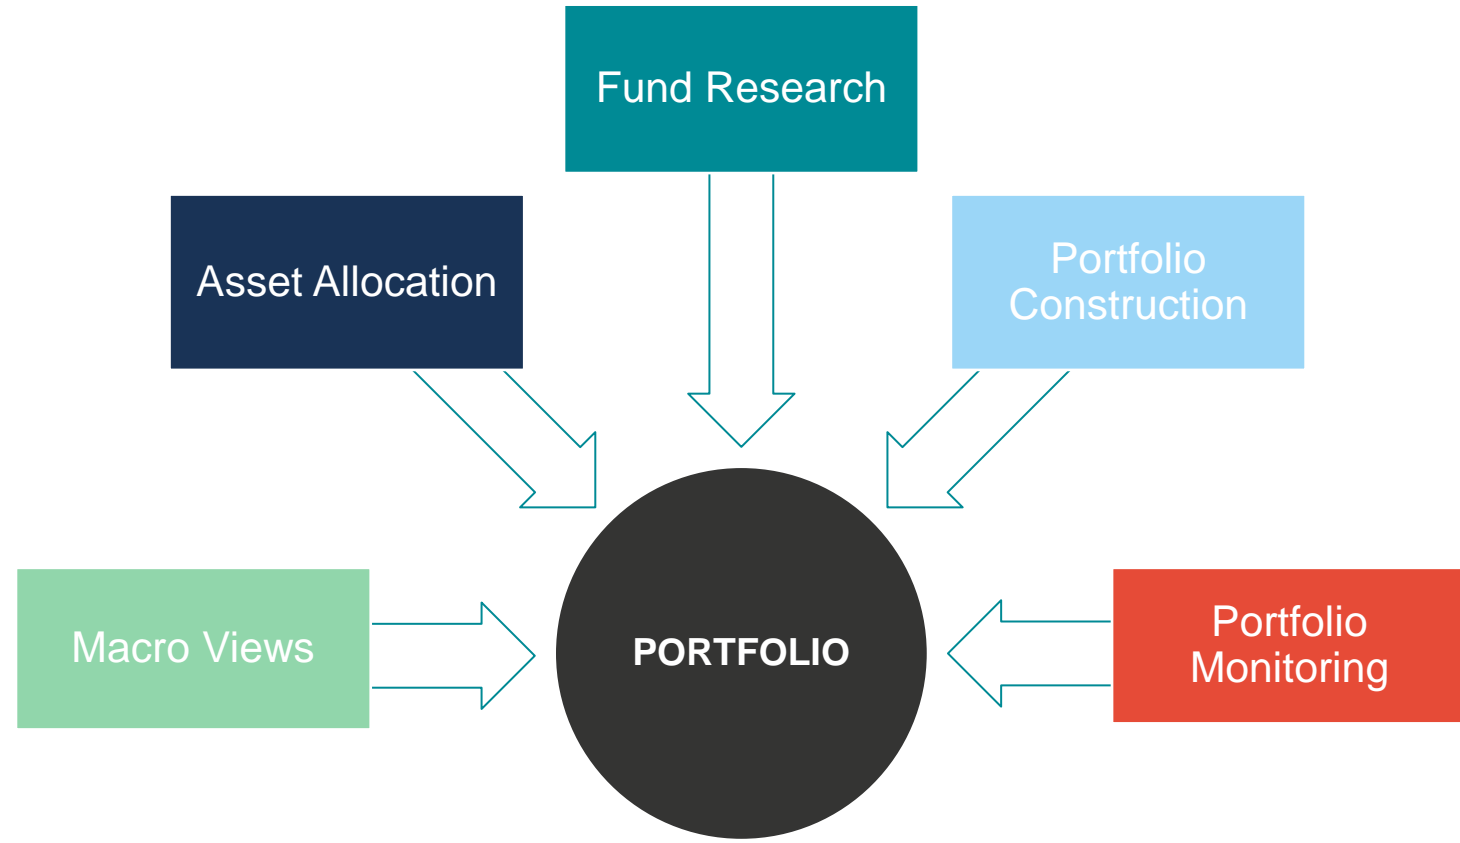 Fund Research
Asset Allocation
Portfolio
Construction
Macro Views
PORTFOLIO
Portfolio
Monitoring